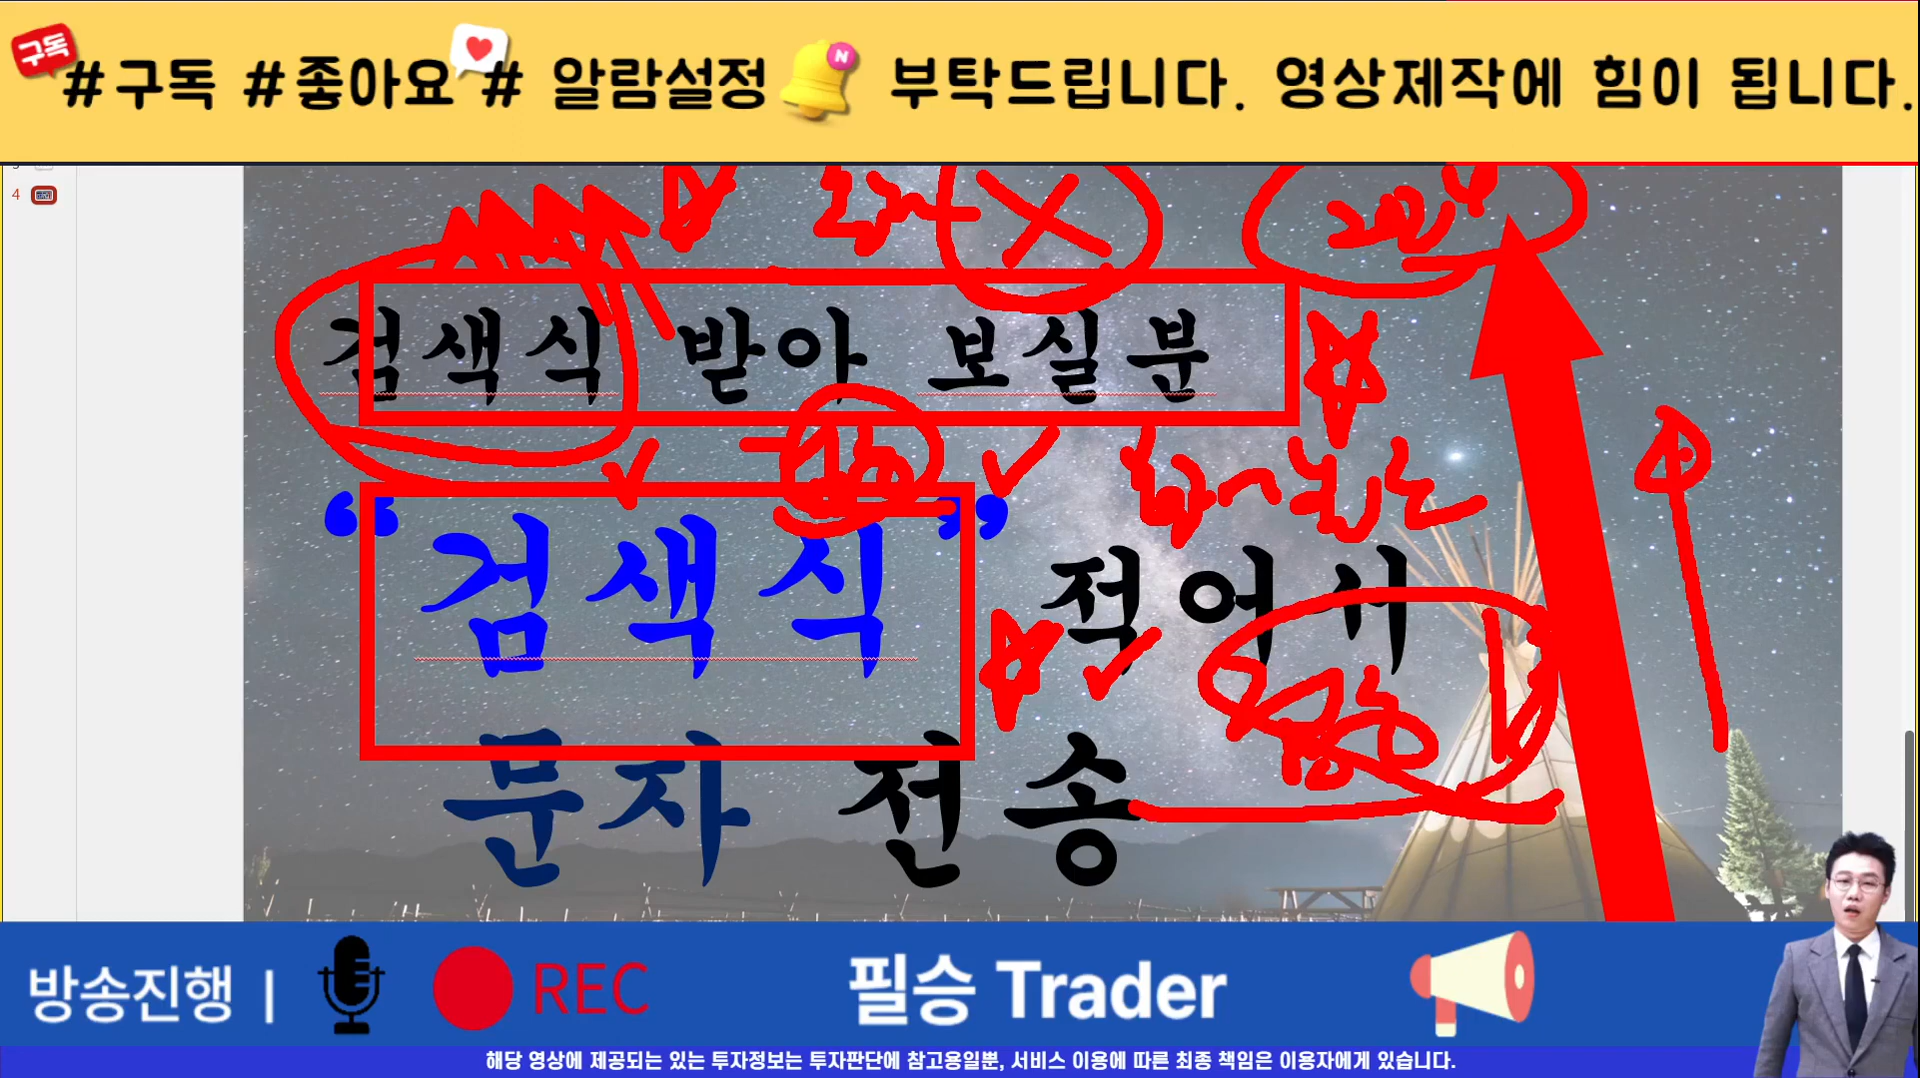 구독
#구독 #좋아요 # 알람설정 N 부탁드립니다. 영상제작에 힘이 됩니다.
4
검색식 받아 보실분
“검색식” 적어서
문자 전송
방송진행 | REC 필승 Trader
해당 영상에 제공되는 있는 투자정보는 투자판단에 참고용일뿐, 서비스 이용에 따른 최종 책임은 이용자에게 있습니다.